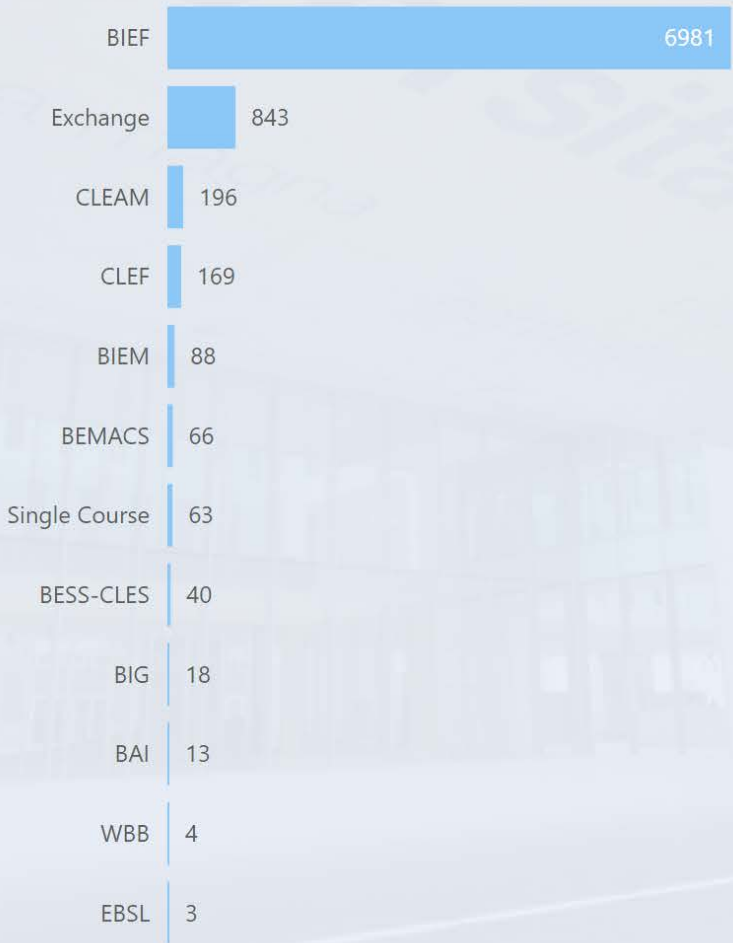 BIEF 6981
Exchange 843
CLEAM 196
CLEF 169
BIEM 88
BEMACS 66
Single Course 63
BESS-CLES 40
BIG 18
BAI 13
WBB 4
EBSL 3